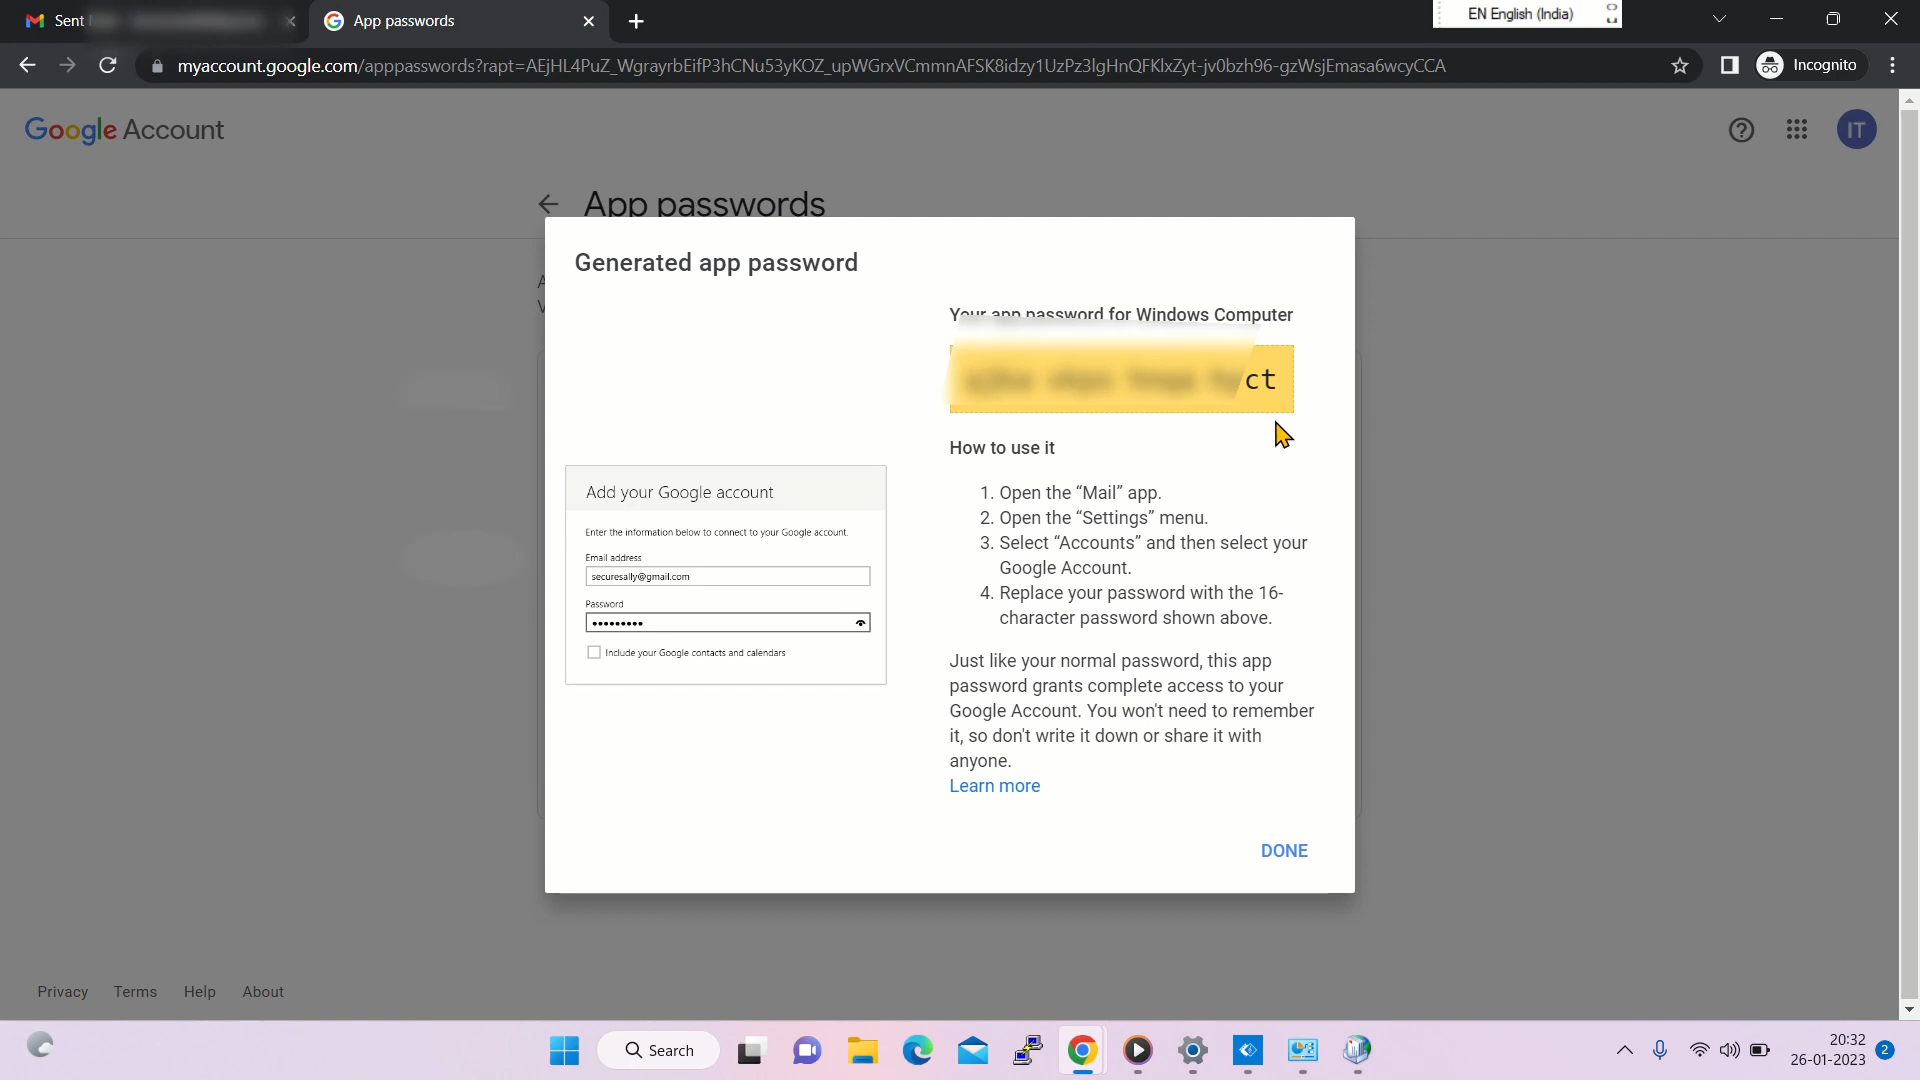 Sent
App passwords
EN English (India)
myaccount.google.com/apppasswords?rapt=AEjHL4PuZ_WgrayrbEifP3hCNu53yKOZ_upWGrxVCmmnAFSK8idzy1UzPz3lgHnQFKlxZyt-jv0bzh96-gzWsjEmasa6wcyCCA
Incognito
Google Account
IT
App passwords
Generated app password
Your app password for Windows Computer
ct
How to use it
1. Open the “Mail” app.
2. Open the “Settings” menu.
3. Select “Accounts” and then select your
Google Account.
4. Replace your password with the 16-
character password shown above.
Add your Google account
Enter the information below to connect to your Google account.
Email address
securesally@gmail.com
Password
Include your Google contacts and calendars
Just like your normal password, this app
password grants complete access to your
Google Account. You won't need to remember
it, so don't write it down or share it with
anyone.
Learn more
DONE
Privacy Terms Help About
Search
20:32
26-01-2023
2